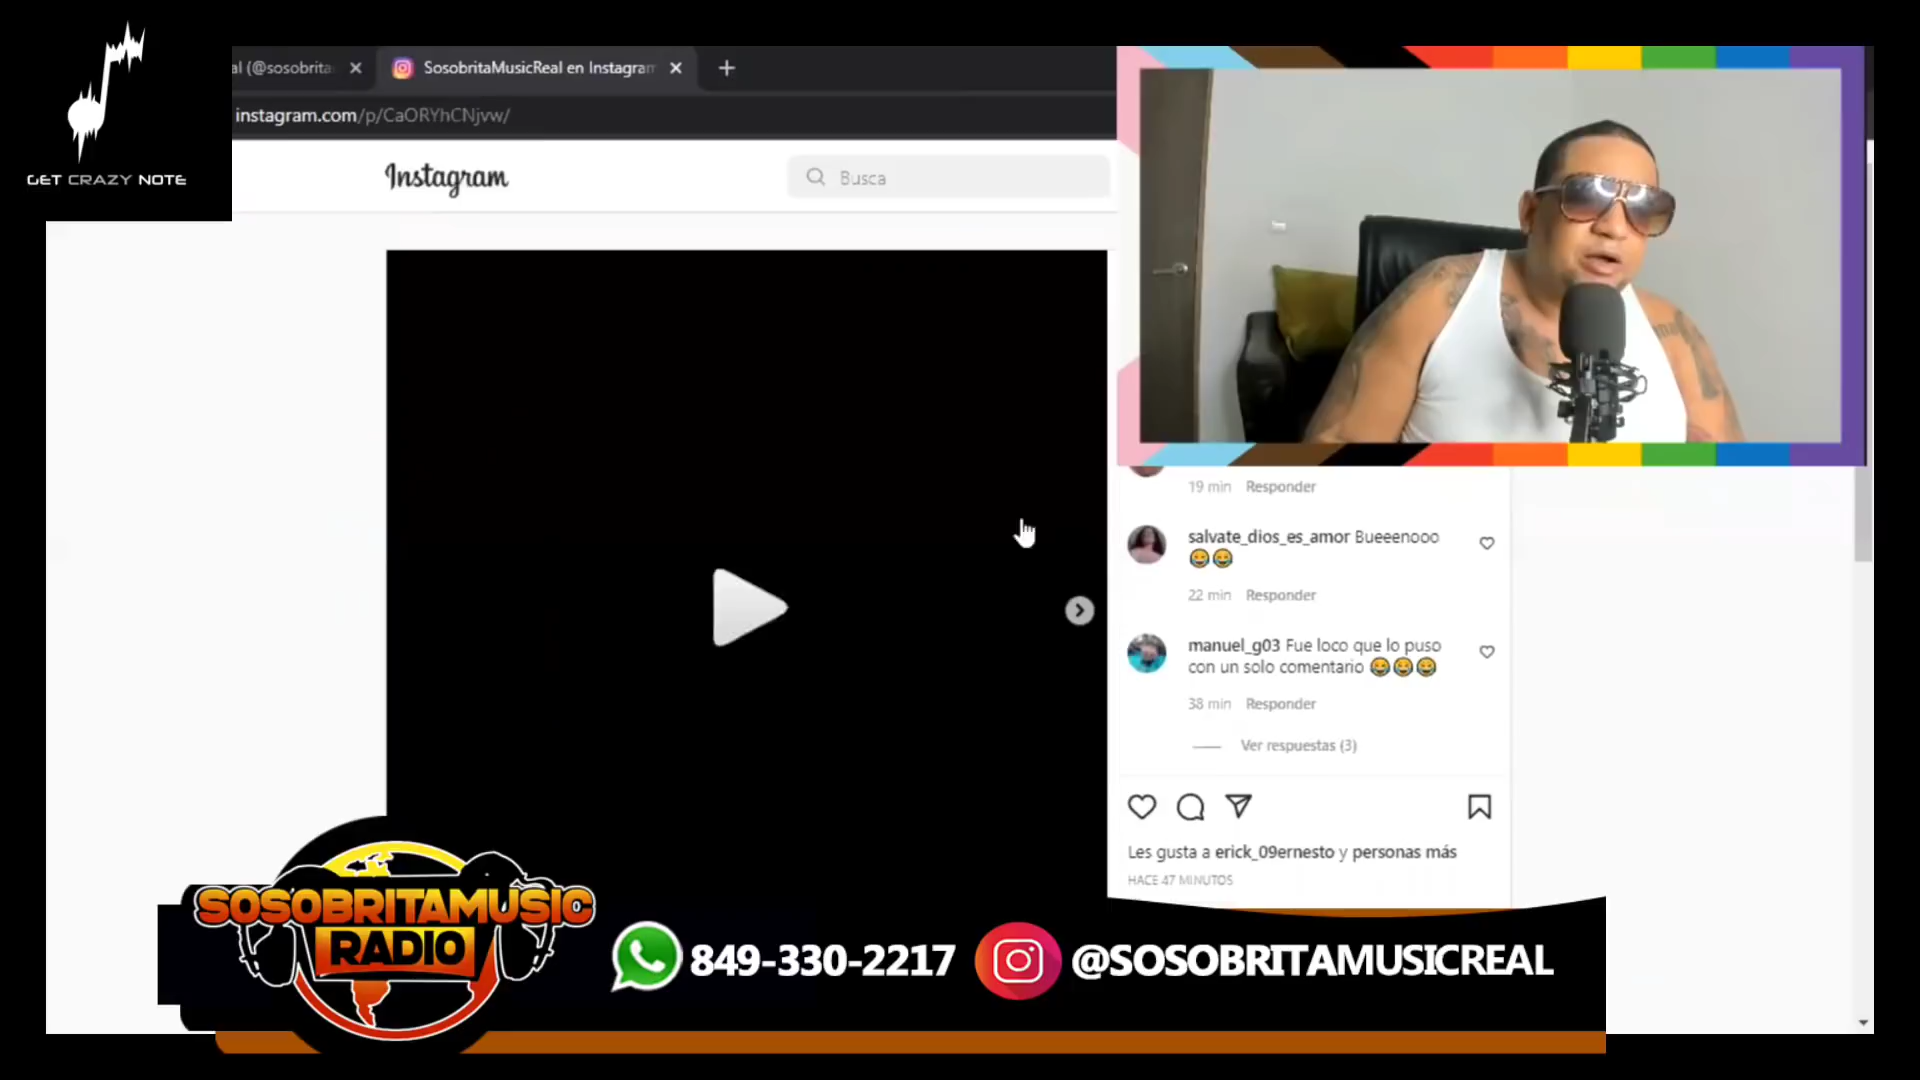 GET CRAZY NOTE
al (@sosobrita
SosobritaMusicReal en Instagram
instagram.com/p/CaORYhCNjvw/
Instagram
Busca
19 min Responder
salvate_dios_es_amor Bueeenooo
😂😂
22 min Responder
manuel_g03 Fue loco que lo puso
con un solo comentario 😂😂😂
38 min Responder
Ver respuestas (3)
Les gusta a erick_09ernesto y personas más
HACE 47 MINUTOS
SOSOBRITAMUSIC
RADIO
849-330-2217
@SOSOBRITAMUSICREAL